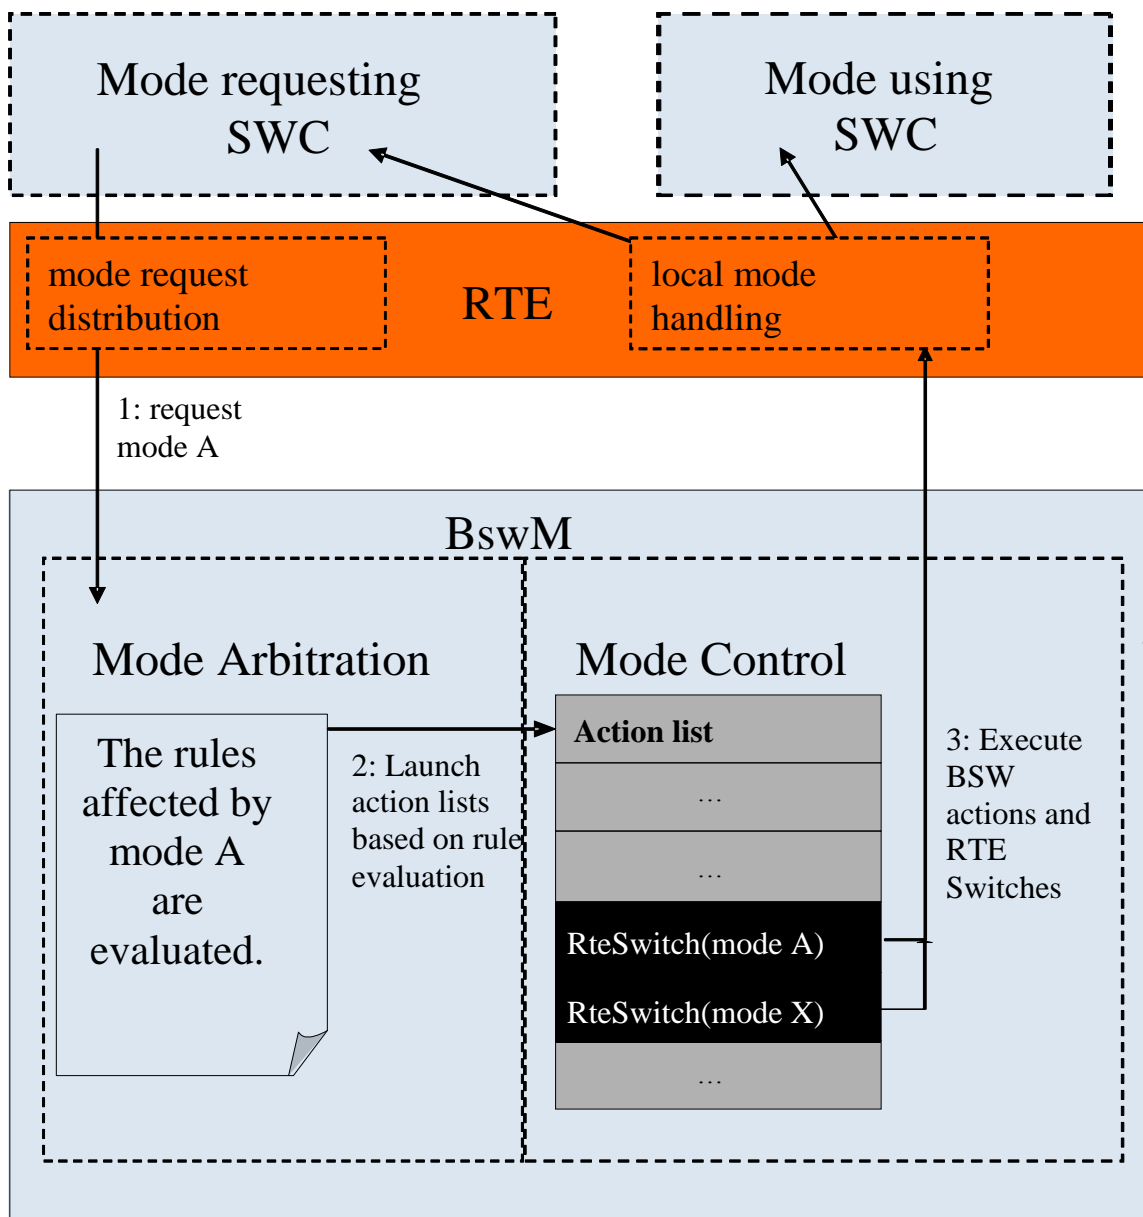 Mode requesting
SWC
Mode using
SWC
mode request
distribution
RTE
local mode
handling
1: request
mode A
BswM
Mode Arbitration
Mode Control
The rules
affected by
mode A
are
evaluated.
2: Launch
action lists
based on rule
evaluation
Action list
...
...
RteSwitch(mode A)
RteSwitch(mode X)
...
3: Execute
BSW
actions and
RTE
Switches